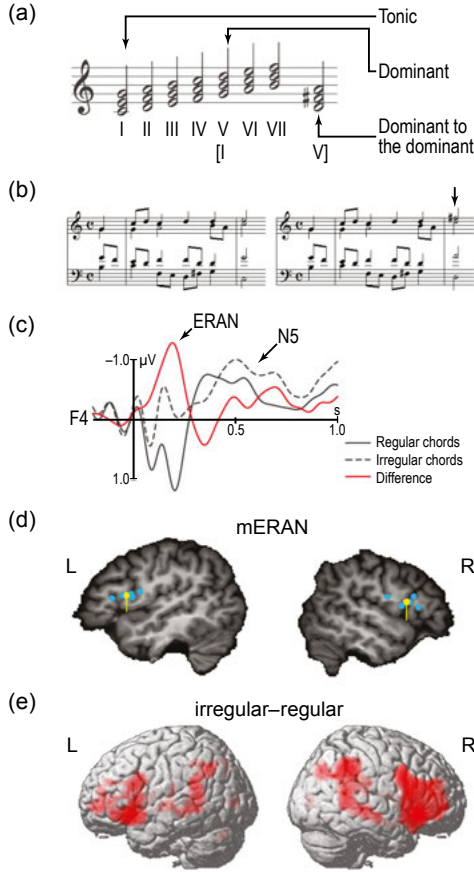 (a)
Tonic
Dominant
I II III IV V VI VII
[I V]
Dominant to
the dominant
(b)
(c)
ERAN
N5
–1.0 µV
F4
0.5 1.0
s
1.0
Regular chords
Irregular chords
Difference
(d)
mERAN
L R
(e)
irregular–regular
L R